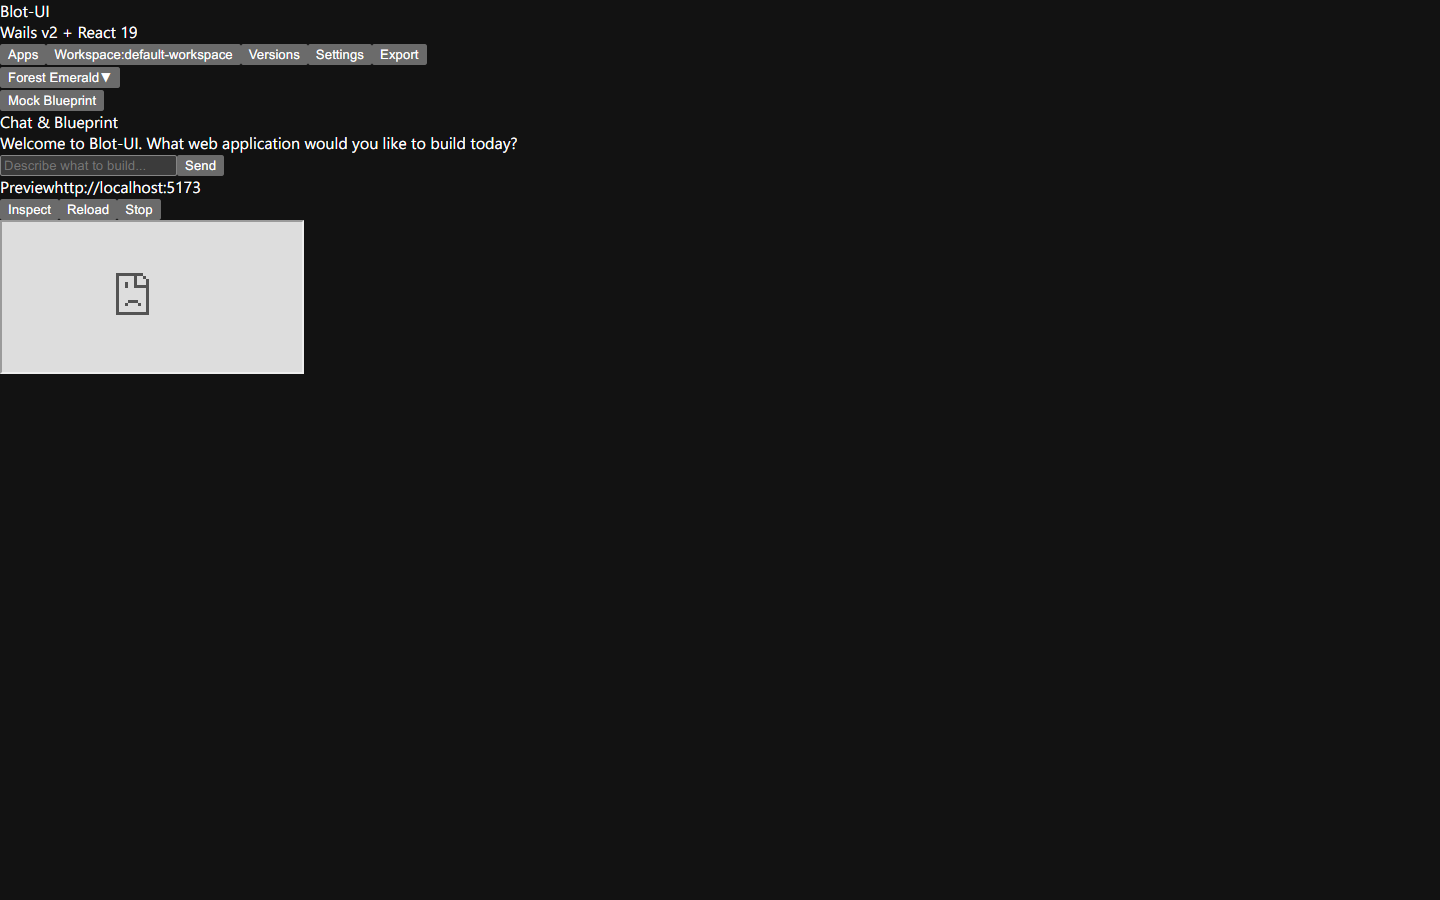 Blot-UI
Wails v2 + React 19
Apps Workspace:default-workspace Versions Settings Export
Forest Emerald▼
Mock Blueprint
Chat & Blueprint
Welcome to Blot-UI. What web application would you like to build today?
Describe what to build... Send
Previewhttp://localhost:5173
Inspect Reload Stop